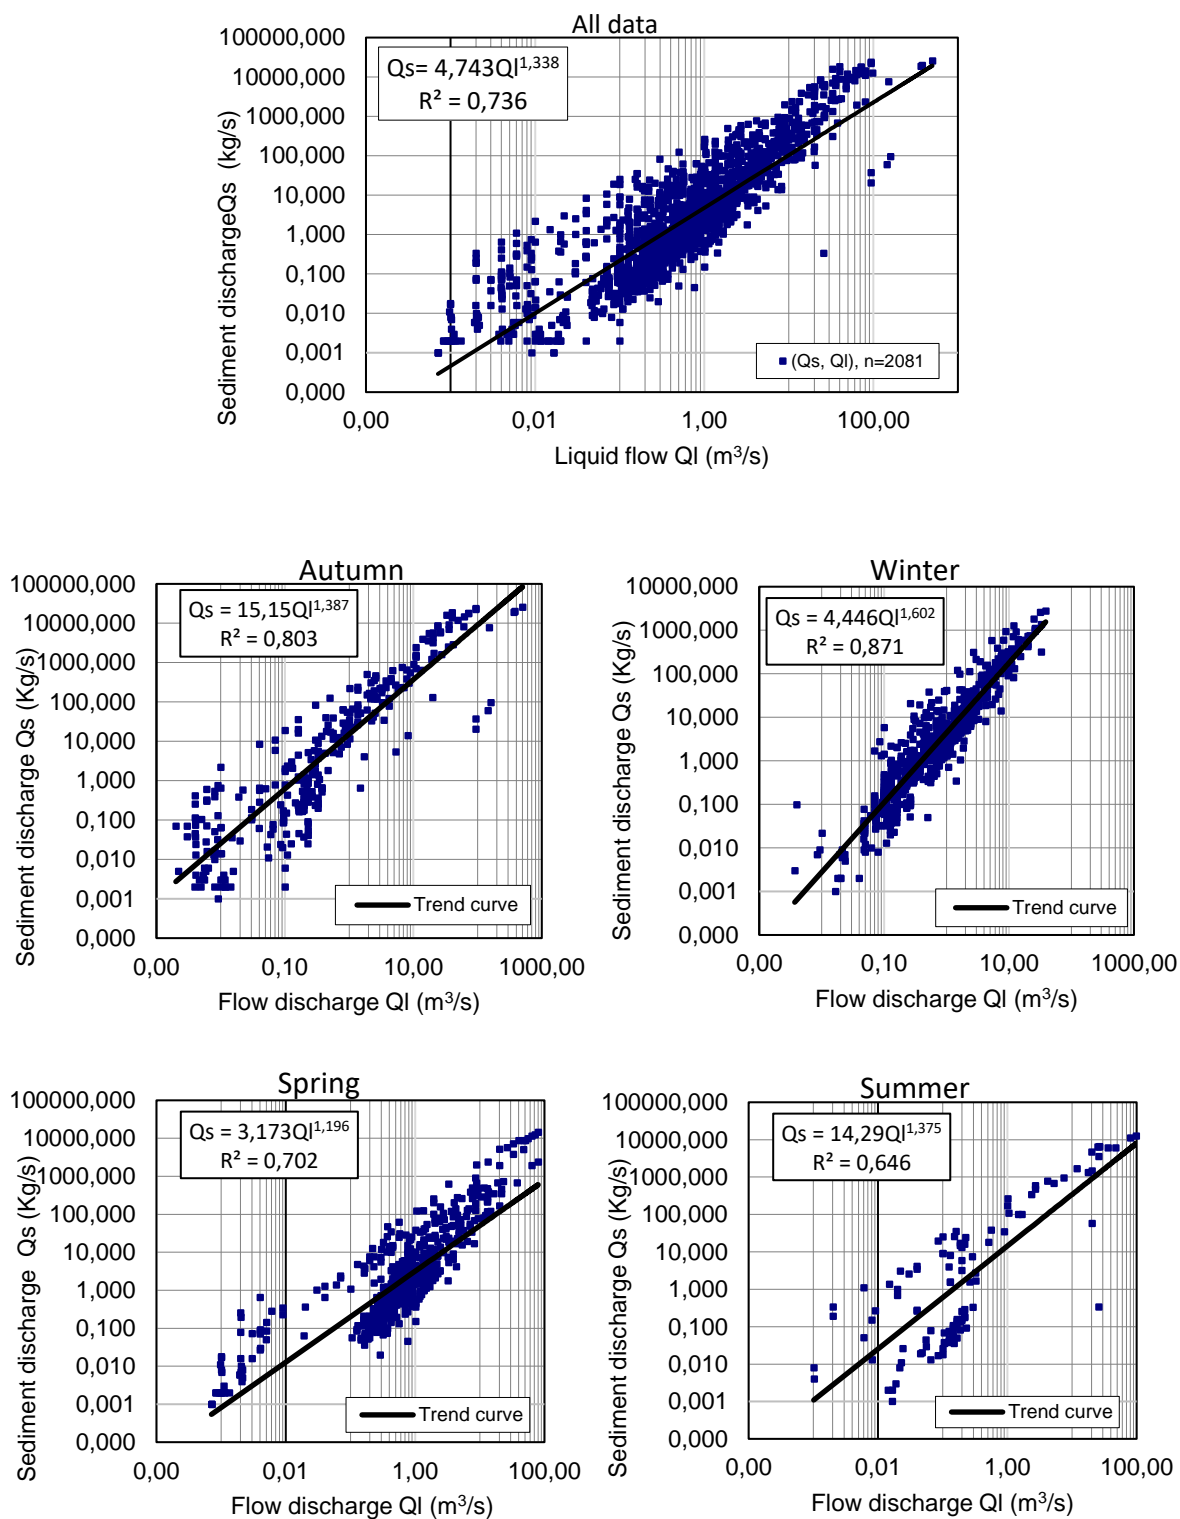 All data
Qs= 4,743Ql^1,338
R² = 0,736
Sediment dischargeQs (kg/s)
100000,000
10000,000
1000,000
100,000
10,000
1,000
0,100
0,010
0,001
0,000
(Qs, Ql), n=2081
0,00 0,01 1,00 100,00
Liquid flow Ql (m³/s)
Autumn
Qs = 15,15Ql^1,387
R² = 0,803
Sediment discharge Qs (Kg/s)
100000,000
10000,000
1000,000
100,000
10,000
1,000
0,100
0,010
0,001
0,000
Trend curve
0,00 0,10 10,00 1000,00
Flow discharge Ql (m³/s)
Winter
Qs = 4,446Ql^1,602
R² = 0,871
Sediment discharge Qs (Kg/s)
10000,000
1000,000
100,000
10,000
1,000
0,100
0,010
0,001
0,000
Trend curve
0,00 0,10 10,00 1000,00
Flow discharge Ql (m³/s)
Spring
Qs = 3,173Ql^1,196
R² = 0,702
Sediment discharge Qs (Kg/s)
100000,000
10000,000
1000,000
100,000
10,000
1,000
0,100
0,010
0,001
0,000
Trend curve
0,00 0,01 1,00 100,00
Flow discharge Ql (m³/s)
Summer
Qs = 14,29Ql^1,375
R² = 0,646
Sediment discharge Qs (Kg/s)
100000,000
10000,000
1000,000
100,000
10,000
1,000
0,100
0,010
0,001
0,000
Trend curve
0,00 0,01 1,00 100,00
Flow discharge Ql (m³/s)